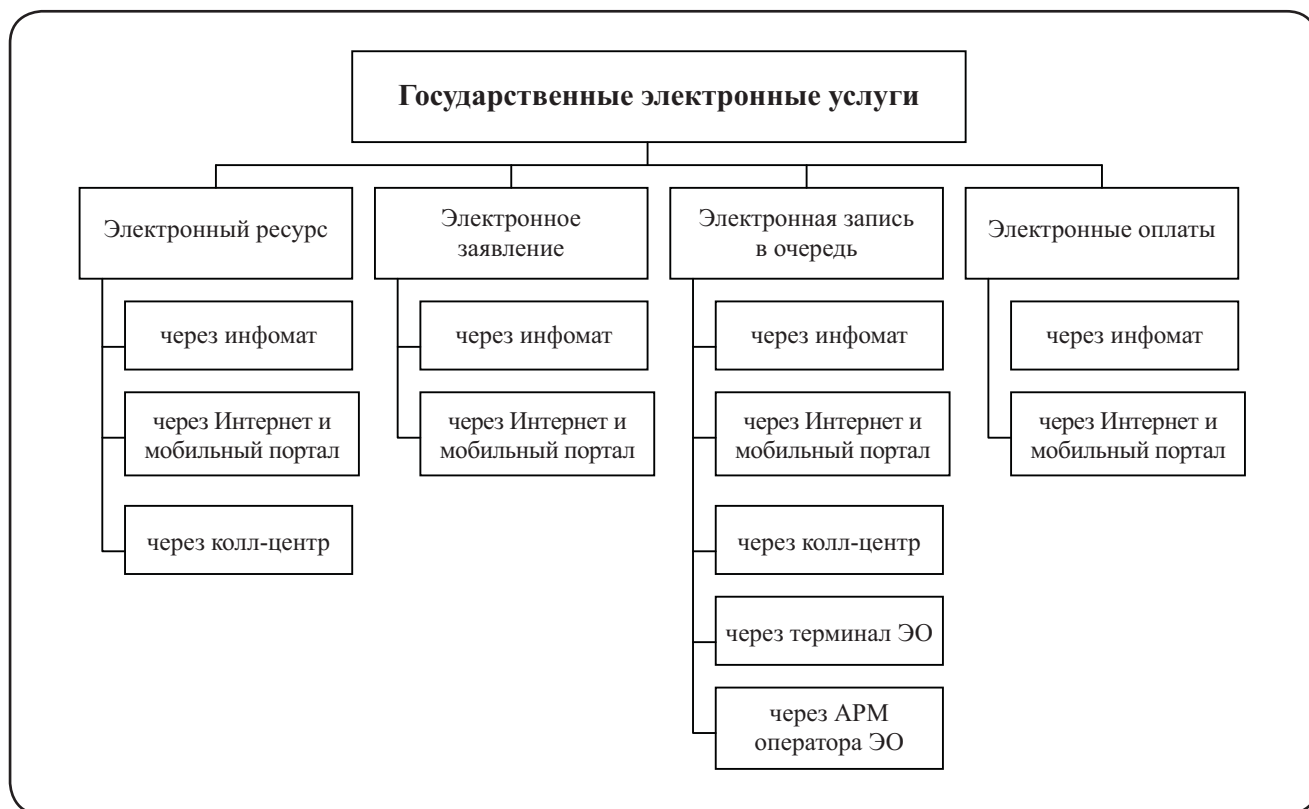 Государственные электронные услуги
Электронный ресурс
через инфомат
через Интернет и
мобильный портал
через колл-центр
Электронное
заявление
через инфомат
через Интернет и
мобильный портал
Электронная запись
в очередь
через инфомат
через Интернет и
мобильный портал
через колл-центр
через терминал ЭО
через АРМ
оператора ЭО
Электронные оплаты
через инфомат
через Интернет и
мобильный портал